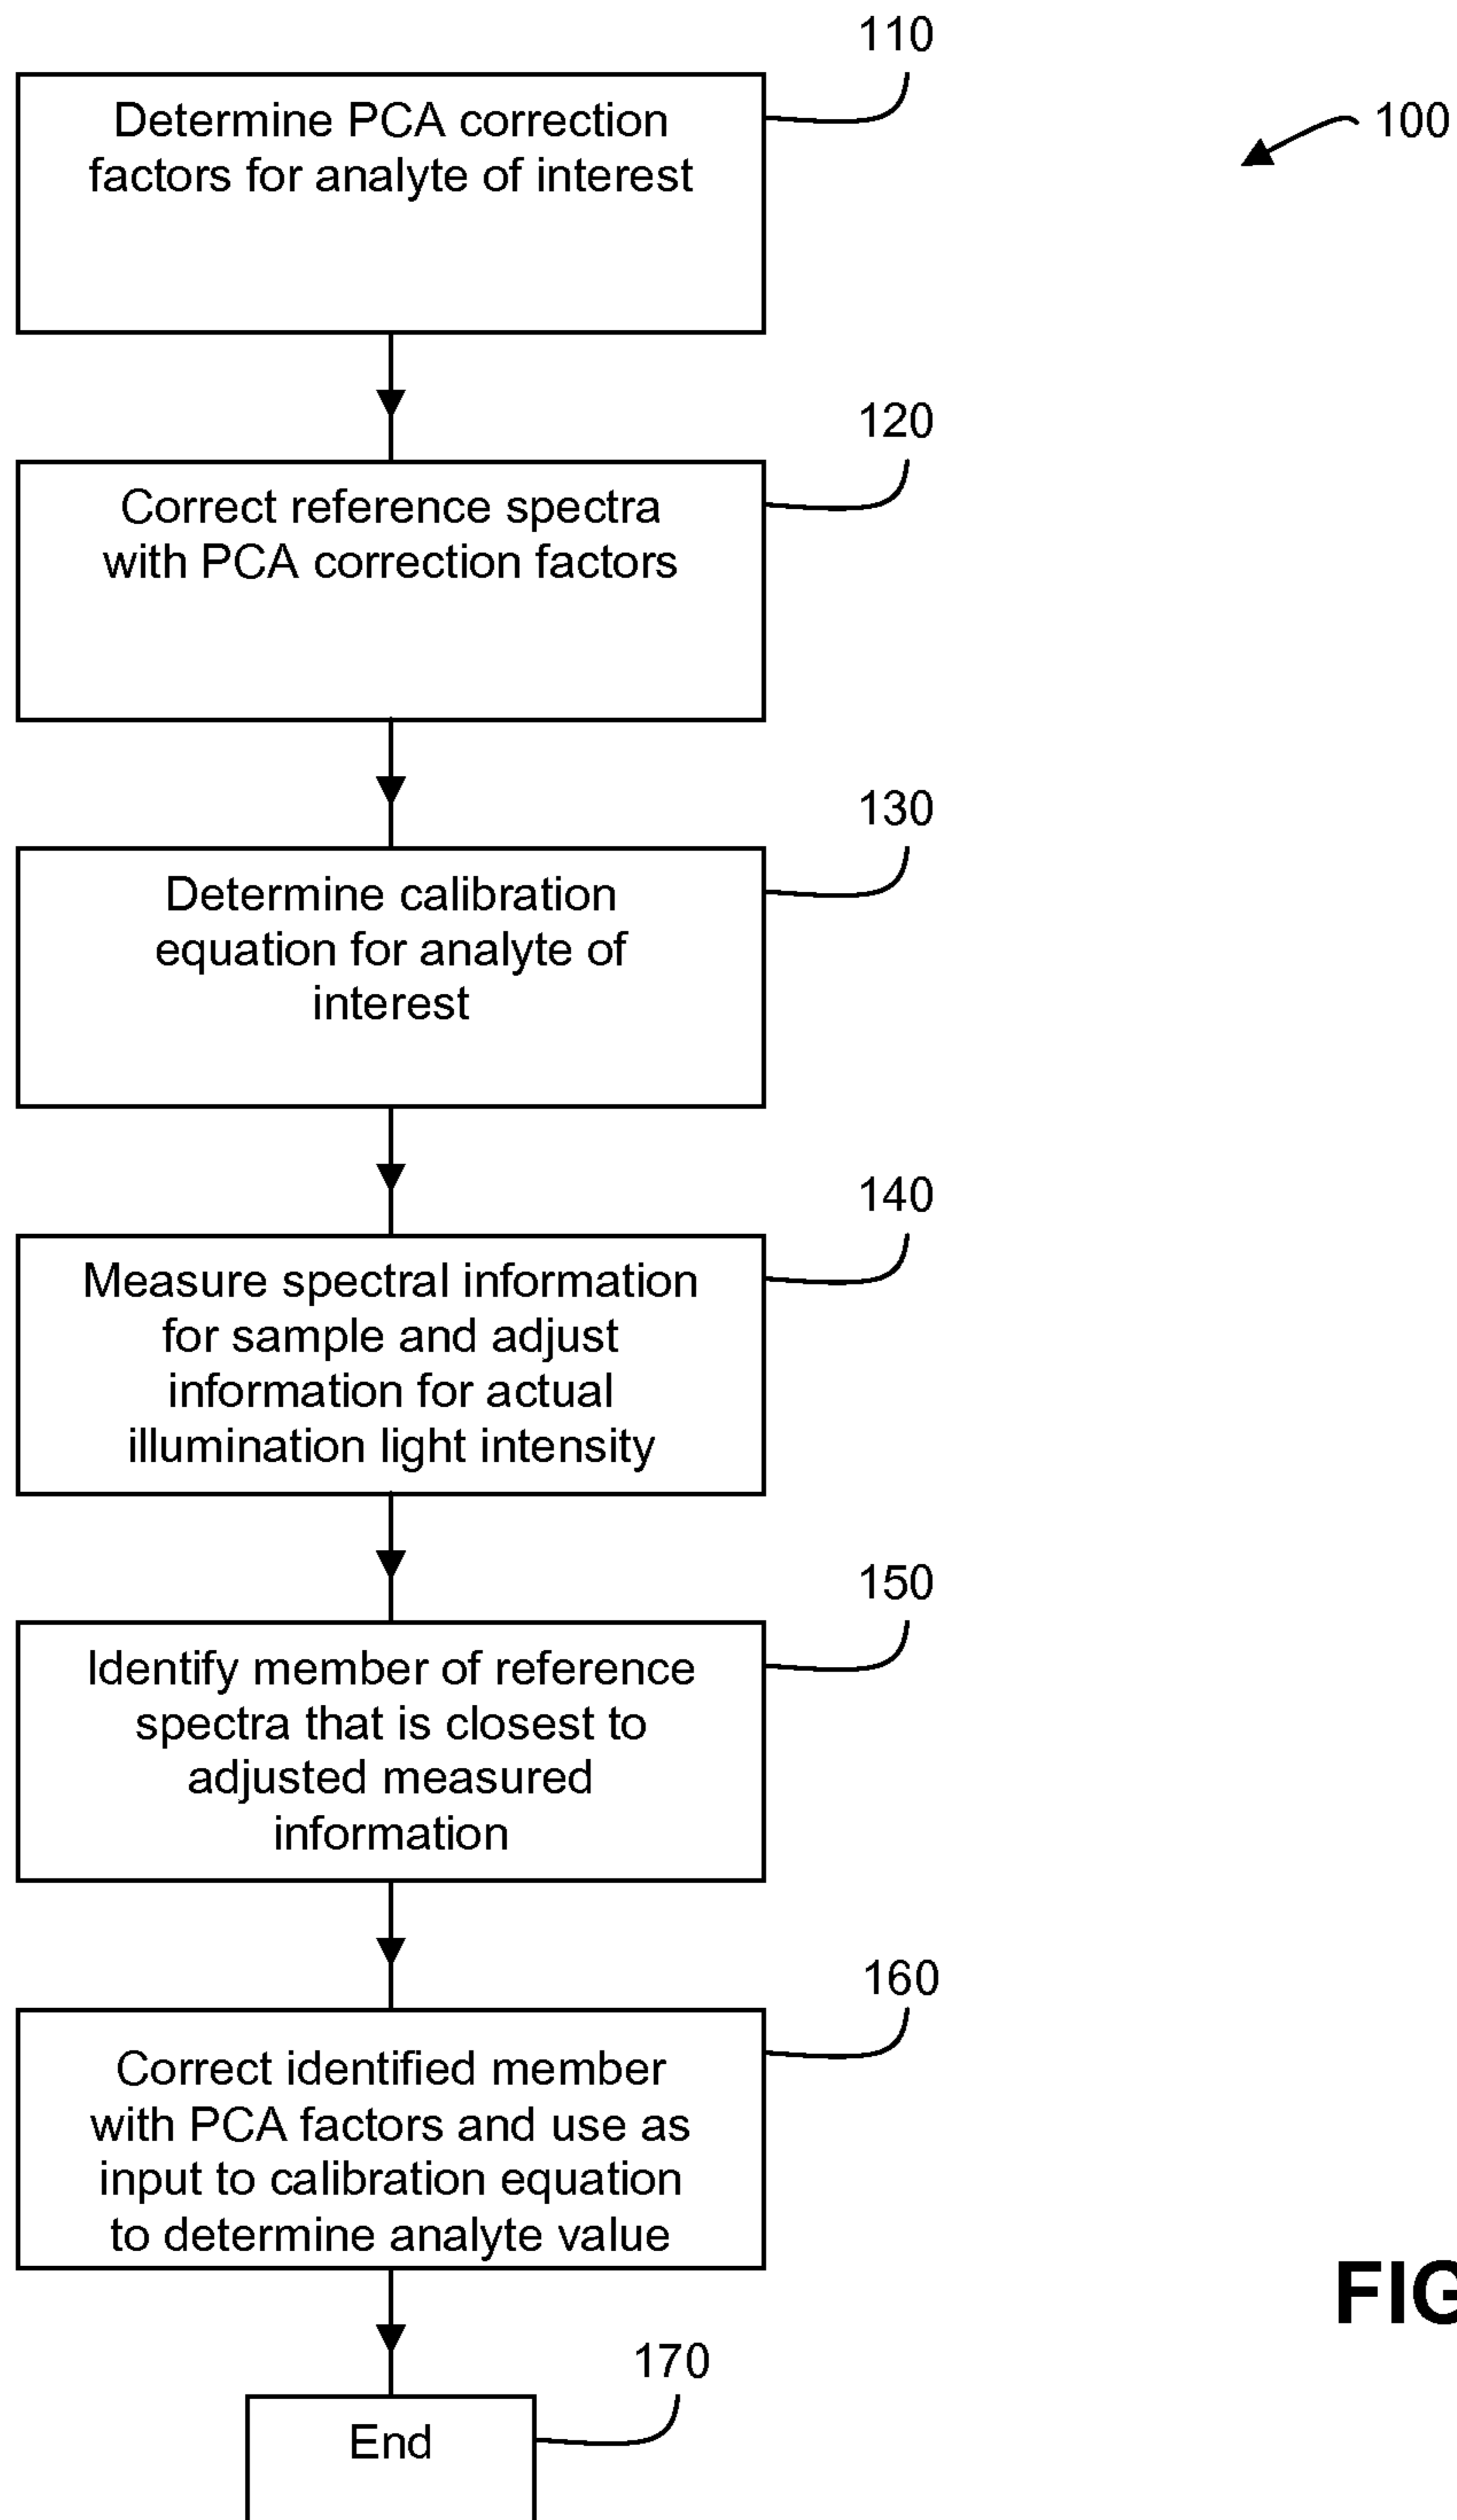 110
Determine PCA correction
factors for analyte of interest
100
120
Correct reference spectra
with PCA correction factors
130
Determine calibration
equation for analyte of
interest
140
Measure spectral information
for sample and adjust
information for actual
illumination light intensity
150
Identify member of reference
spectra that is closest to
adjusted measured
information
160
Correct identified member
with PCA factors and use as
input to calibration equation
to determine analyte value
170
End